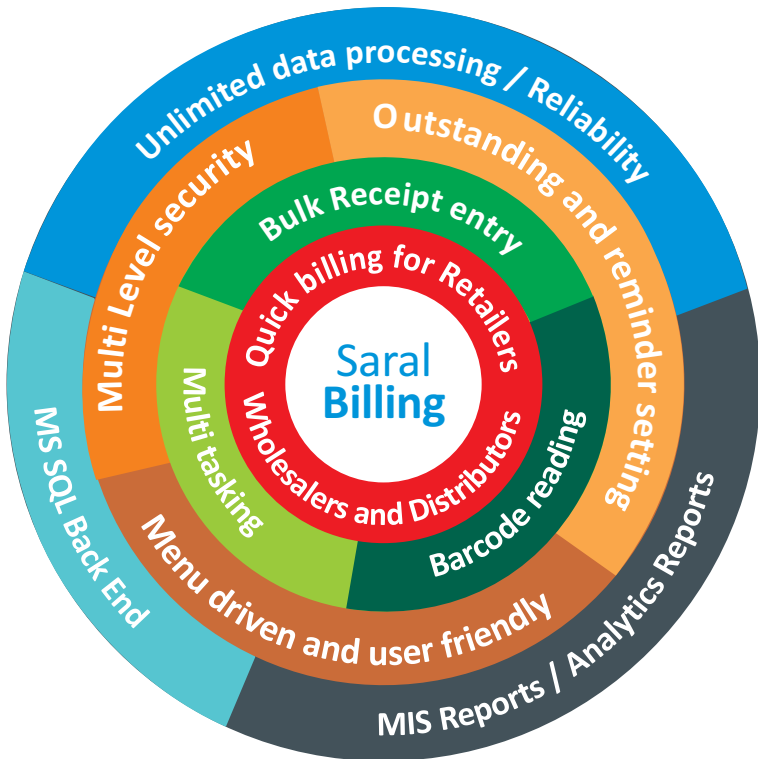 Unlimited data processing / Reliability
Outstanding and reminder setting
Multi Level security
Bulk Receipt entry
Quick billing for Retailers
Saral
Billing
Wholesalers and Distributors
Multi tasking
Barcode reading
Menu driven and user friendly
MS SQL Back End
MIS Reports / Analytics Reports